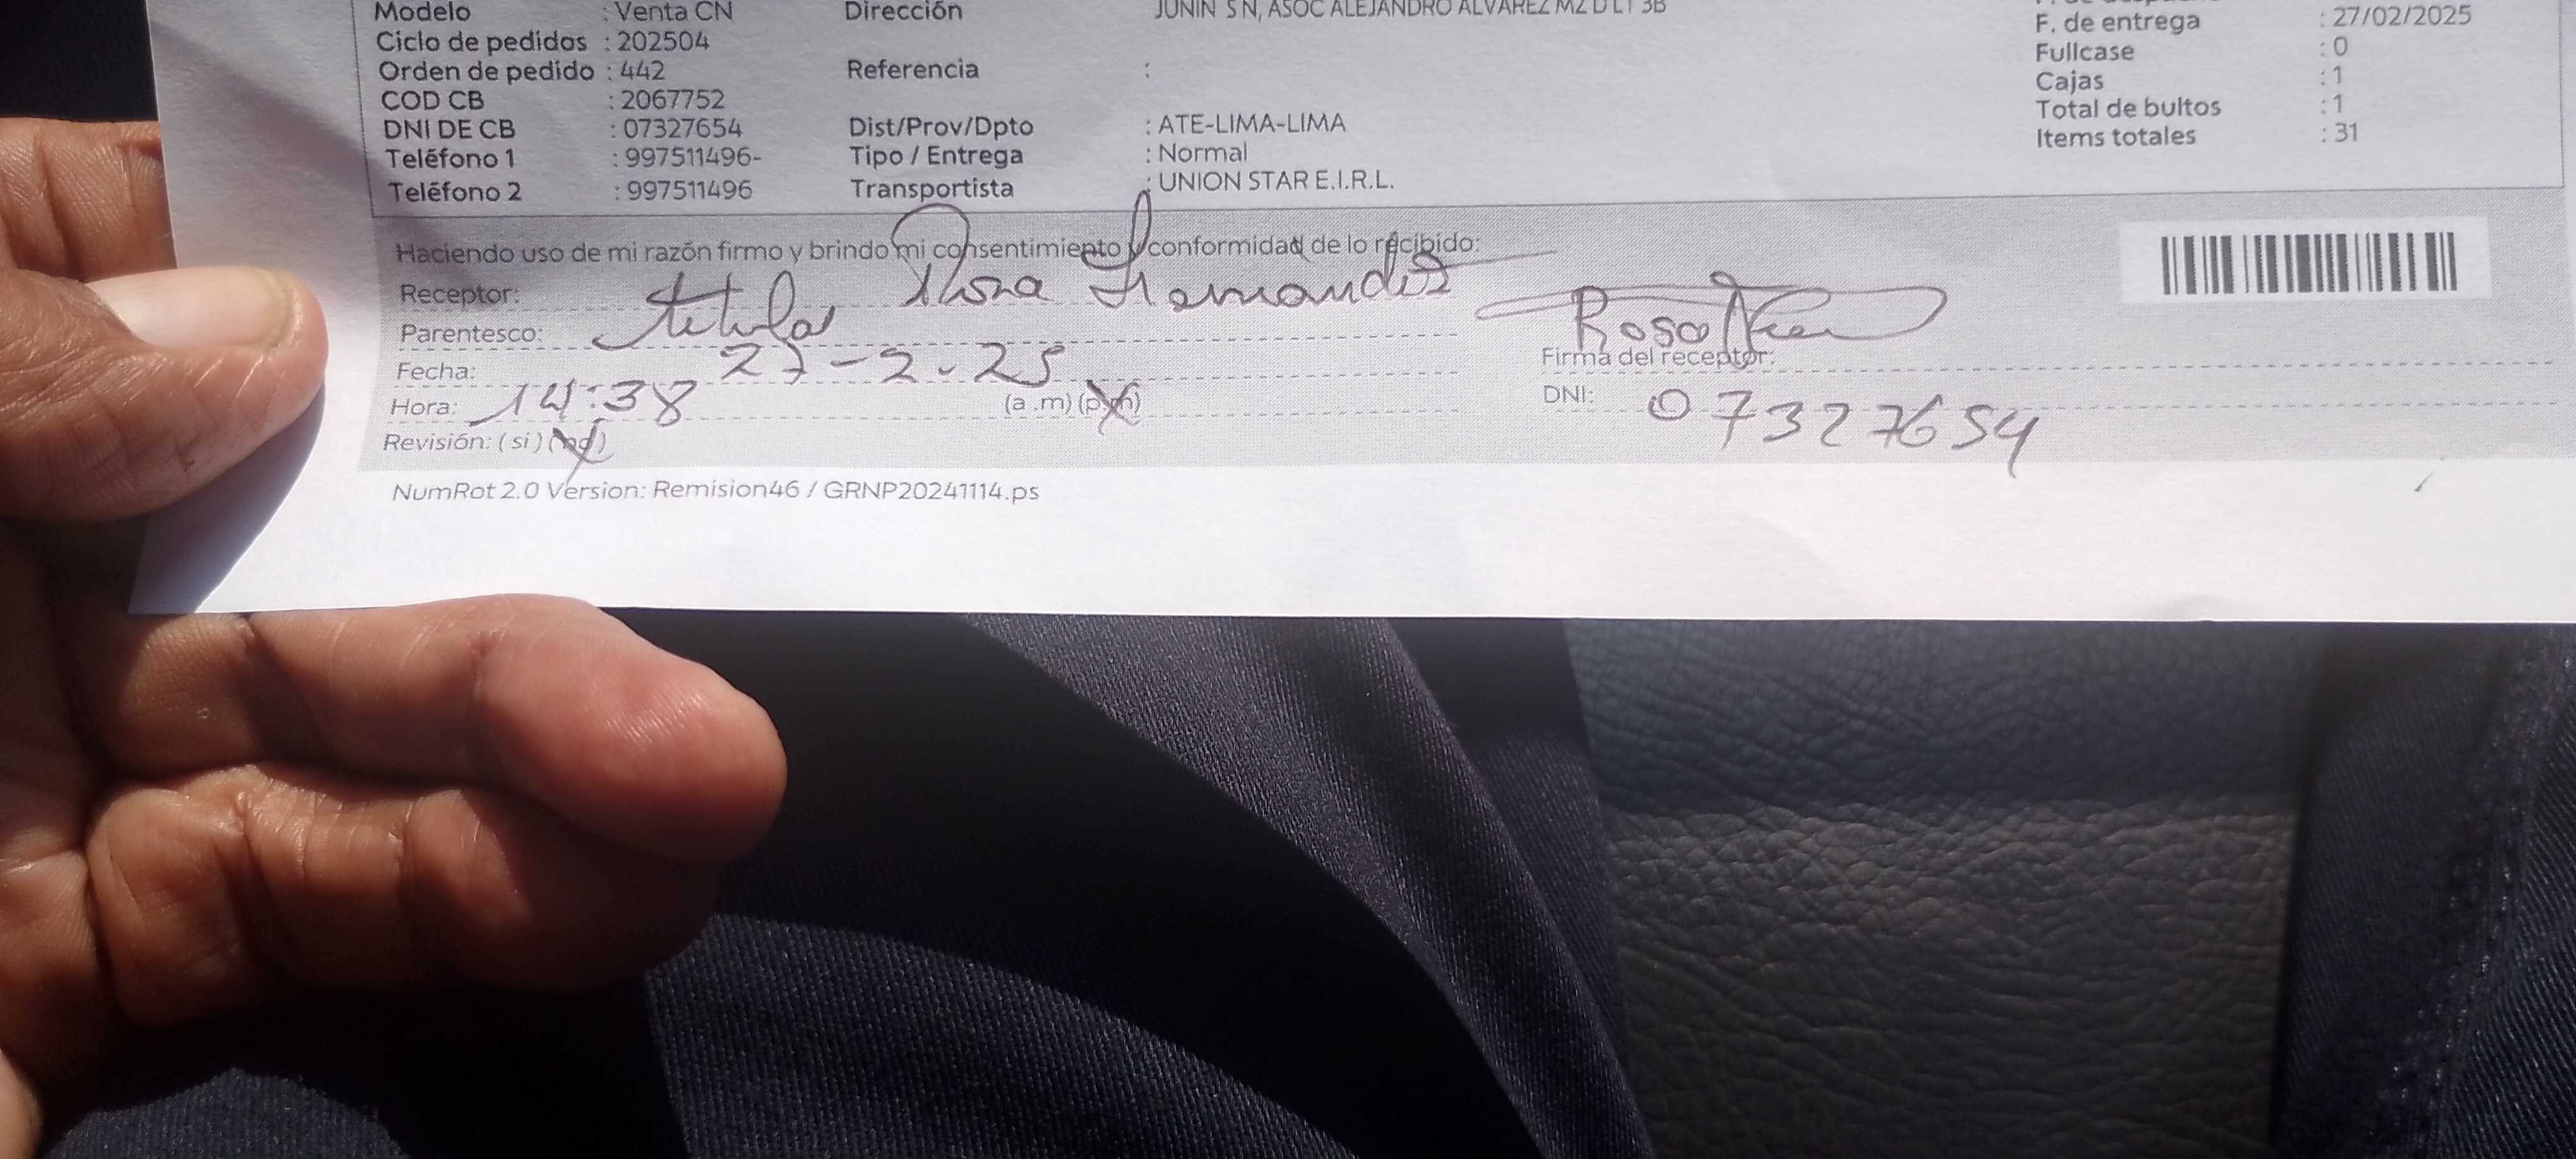 Modelo : Venta CN
Ciclo de pedidos : 202504
Orden de pedido : 442
COD CB : 2067752
DNI DE CB : 07327654
Teléfono 1 : 997511496-
Teléfono 2 : 997511496
Dirección JUNIN S N, ASOC ALEJANDRO ALVAREZ MZ D LT 3B
Referencia :
Dist/Prov/Dpto : ATE-LIMA-LIMA
Tipo / Entrega : Normal
Transportista : UNION STAR E.I.R.L.
F. de entrega : 27/02/2025
Fullcase : 0
Cajas : 1
Total de bultos : 1
Items totales : 31
Haciendo uso de mi razón firmo y brindo mi consentimiento y conformidad de lo recibido:
Receptor: Rosa Hernandez
Parentesco: titular
Fecha: 27-2-25
Hora: 14:38 (a .m) (p.m)
Revisión: ( si ) (no)
Rosa
Firma del receptor:
DNI: 07327654
NumRot 2.0 Version: Remision46 / GRNP20241114.ps